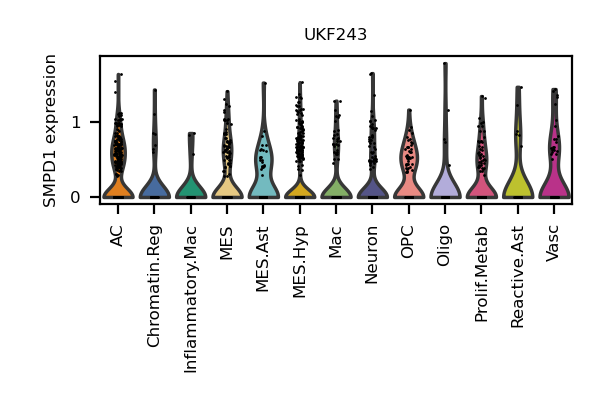 UKF243
SMPD1 expression
1
0
AC
Chromatin.Reg
Inflammatory.Mac
MES
MES.Ast
MES.Hyp
Mac
Neuron
OPC
Oligo
Prolif.Metab
Reactive.Ast
Vasc